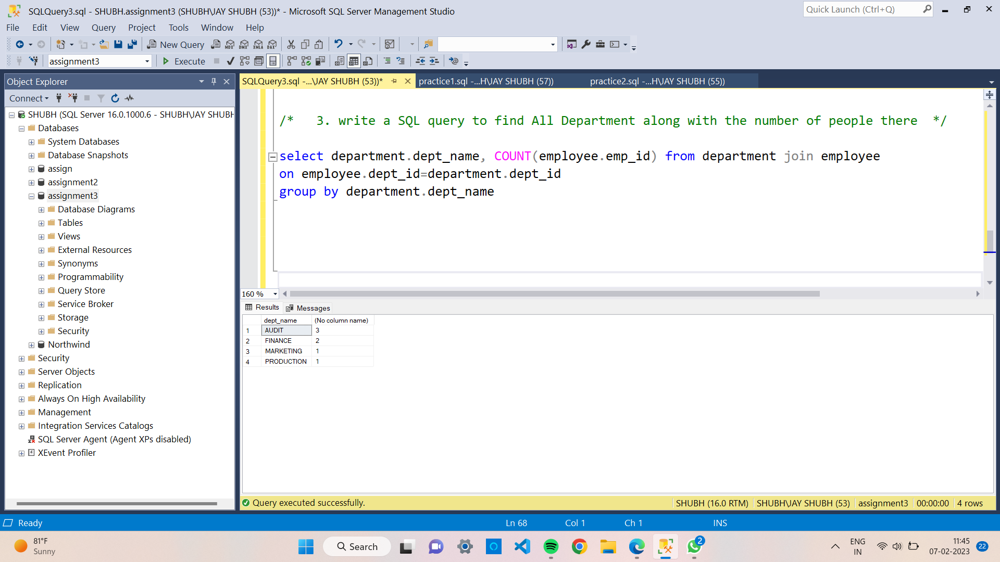 SQLQuery3.sql - SHUBH.assignment3 (SHUBH\JAY SHUBH (53))* - Microsoft SQL Server Management Studio
Quick Launch (Ctrl+Q)
File Edit View Query Project Tools Window Help
New Query MDX DMX XMLA DAX
assignment3 Execute
Object Explorer
Connect
SHUBH (SQL Server 16.0.1000.6 - SHUBH\JAY SHUBH
Databases
System Databases
Database Snapshots
assign
assignment2
assignment3
Database Diagrams
Tables
Views
External Resources
Synonyms
Programmability
Query Store
Service Broker
Storage
Security
Northwind
Security
Server Objects
Replication
Always On High Availability
Management
Integration Services Catalogs
SQL Server Agent (Agent XPs disabled)
XEvent Profiler
SQLQuery3.sql -...\JAY SHUBH (53))* practice1.sql -...H\JAY SHUBH (57)) practice2.sql -...H\JAY SHUBH (55))
/*   3. write a SQL query to find All Department along with the number of people there  */
select department.dept_name, COUNT(employee.emp_id) from department join employee
on employee.dept_id=department.dept_id
group by department.dept_name
160 %
Results Messages
dept_name (No column name)
1 AUDIT 3
2 FINANCE 2
3 MARKETING 1
4 PRODUCTION 1
Query executed successfully. SHUBH (16.0 RTM) SHUBH\JAY SHUBH (53) assignment3 00:00:00 4 rows
Ready Ln 68 Col 1 Ch 1 INS
81°F
Sunny
Search
2
ENG
IN
11:45
07-02-2023
22